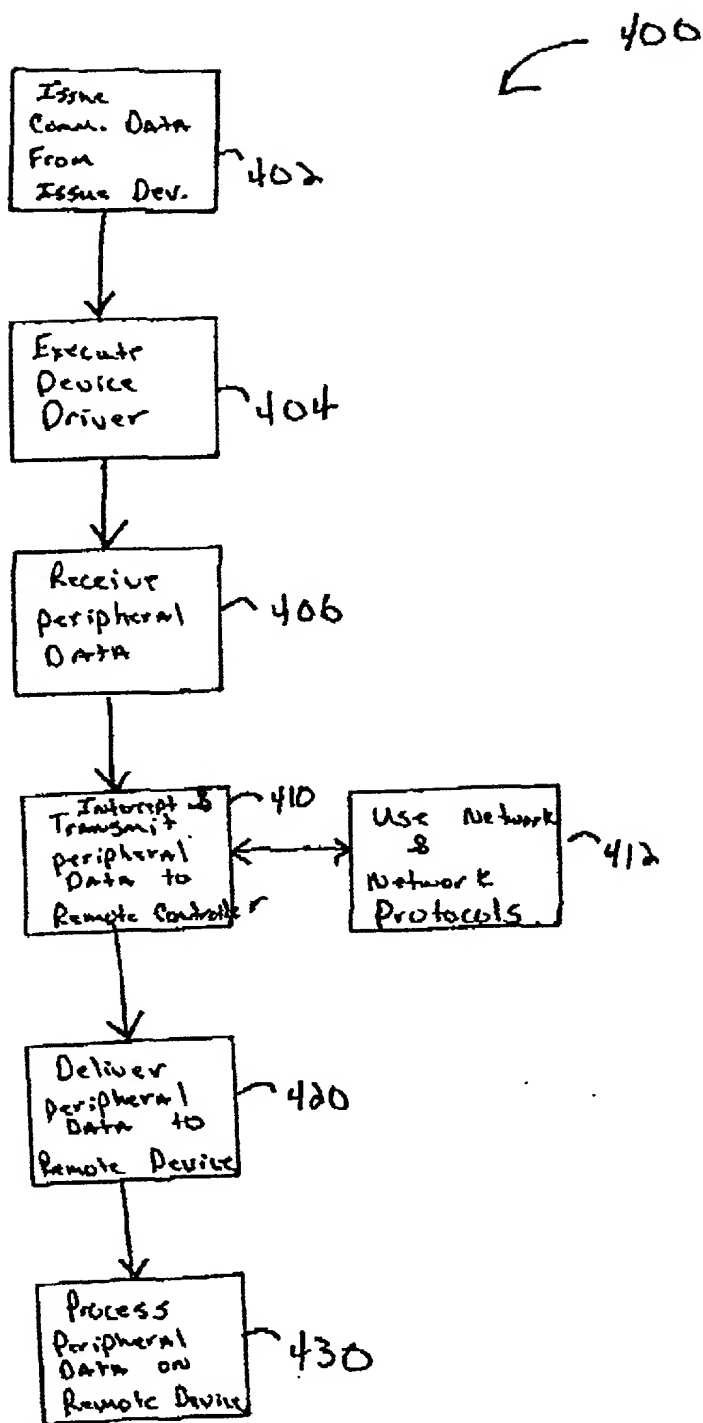 400
Issue
Comm. Data
From
Issue Dev.
402
Execute
Device
Driver
404
Receive
peripheral
Data
406
Intercept &
Transmit
peripheral
Data to
Remote Controller
410
Use Network
&
Network
Protocols
412
Deliver
peripheral
Data to
Remote Device
420
Process
Peripheral
Data on
Remote Device
430